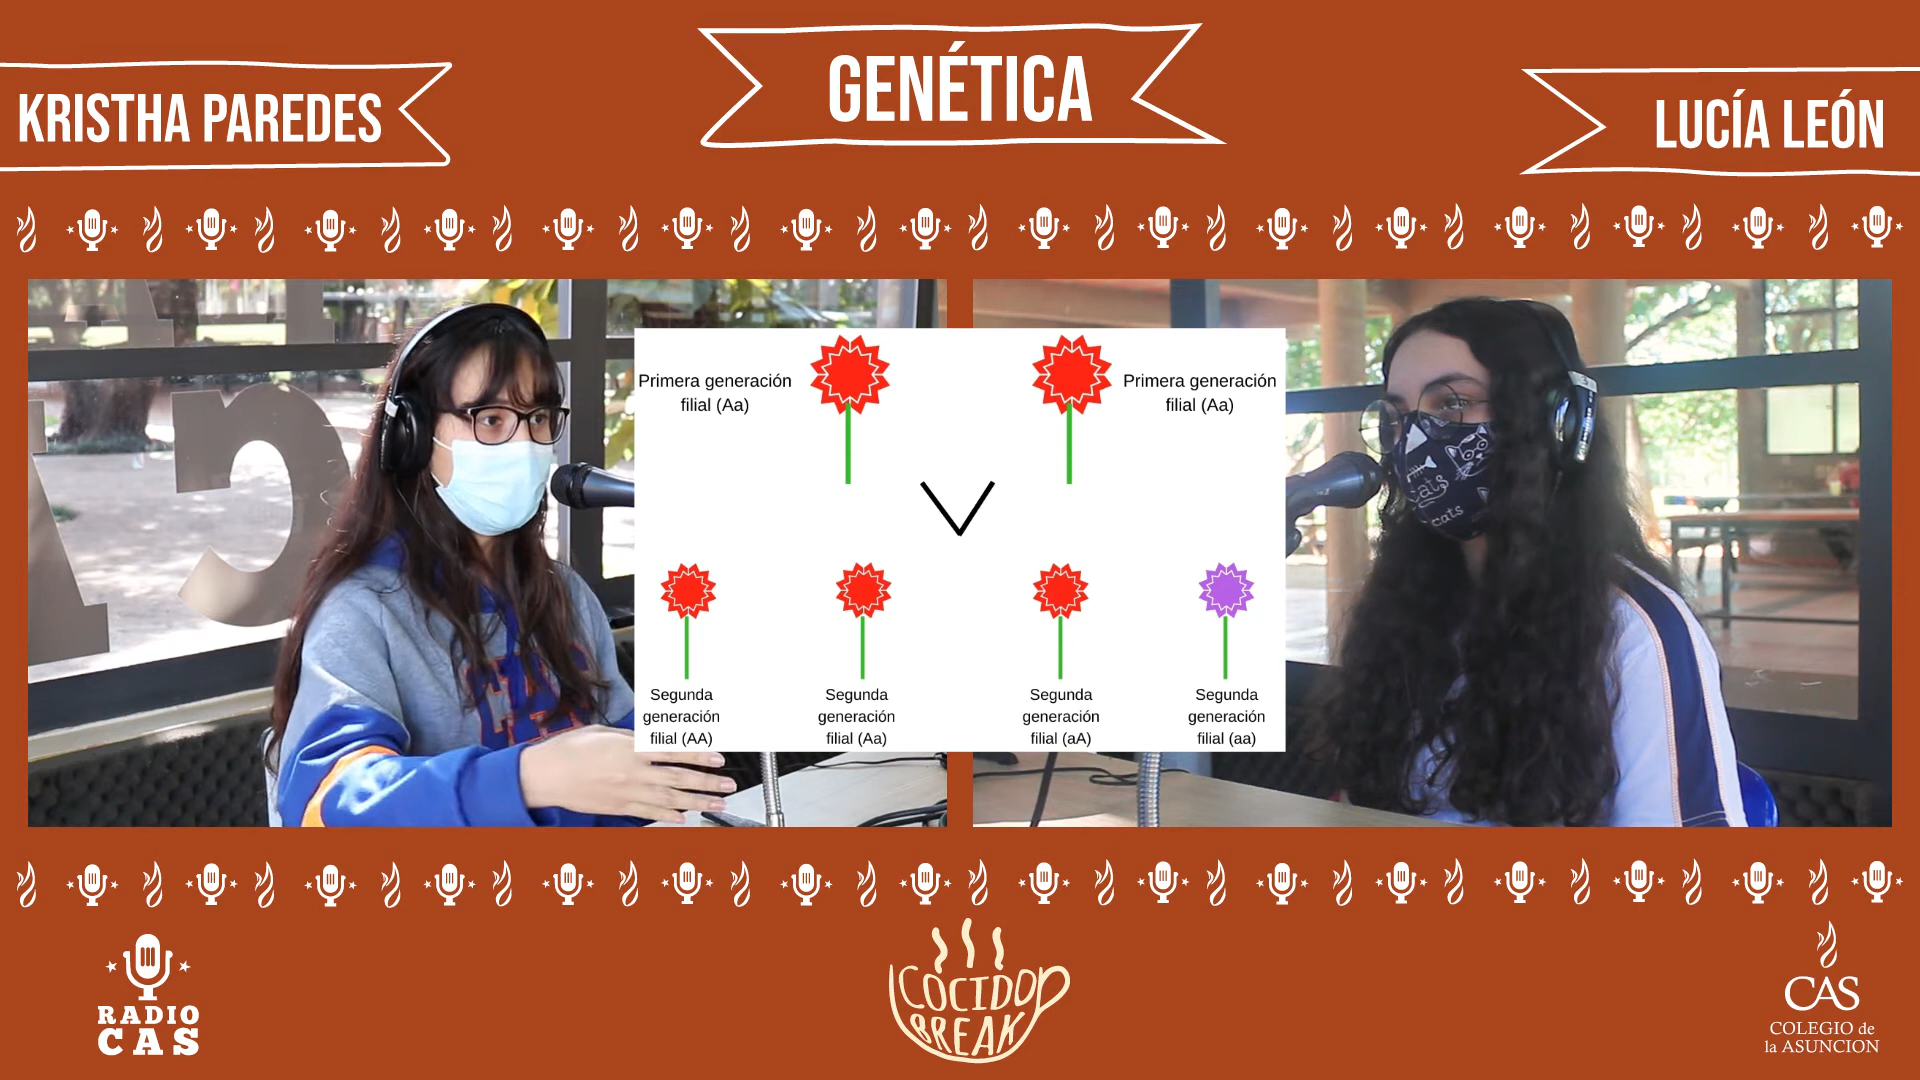 GENÉTICA
KRISTHA PAREDES
LUCÍA LEÓN
Primera generación
filial (Aa)
Primera generación
filial (Aa)
Cats
cats
Segunda
generación
filial (AA)
Segunda
generación
filial (Aa)
Segunda
generación
filial (aA)
Segunda
generación
filial (aa)
RADIO
CAS
COCIDO
BREAK
CAS
COLEGIO de
la ASUNCION